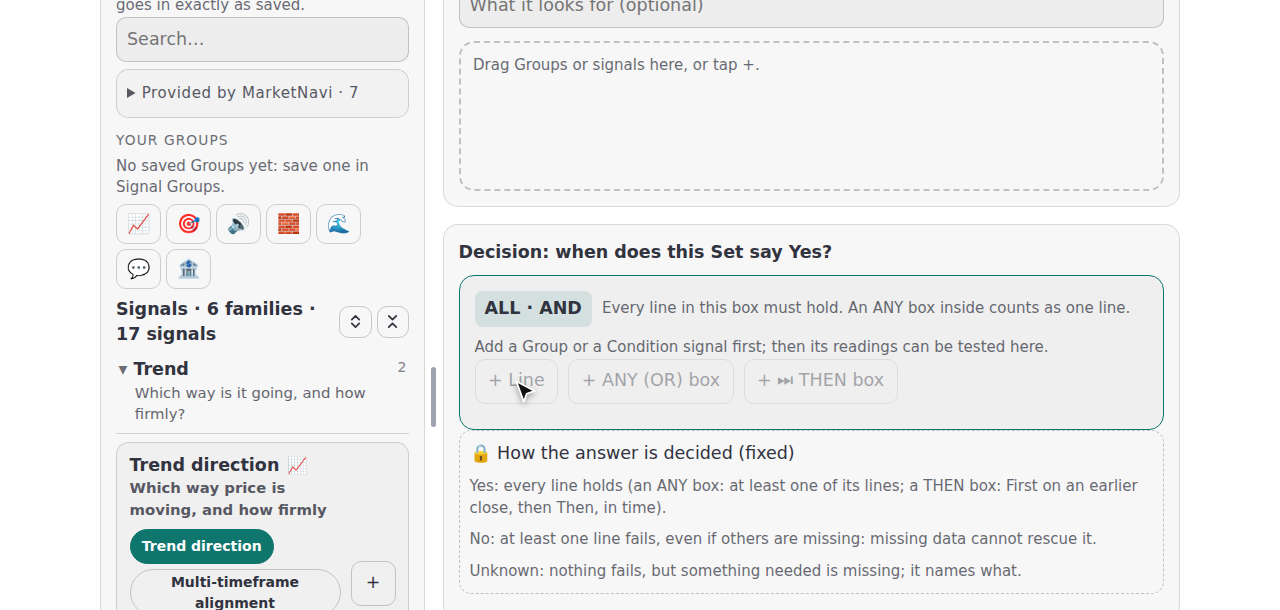 goes in exactly as saved.
Search...
Provided by MarketNavi · 7
YOUR GROUPS
No saved Groups yet: save one in
Signal Groups.
Signals · 6 families ·
17 signals
Trend
2
Which way is it going, and how
firmly?
Trend direction
Which way price is
moving, and how firmly
Trend direction
Multi-timeframe
alignment
+
What it looks for (optional)
Drag Groups or signals here, or tap +.
Decision: when does this Set say Yes?
ALL · AND Every line in this box must hold. An ANY box inside counts as one line.
Add a Group or a Condition signal first; then its readings can be tested here.
+ Line + ANY (OR) box + ⏭ THEN box
How the answer is decided (fixed)
Yes: every line holds (an ANY box: at least one of its lines; a THEN box: First on an earlier
close, then Then, in time).
No: at least one line fails, even if others are missing: missing data cannot rescue it.
Unknown: nothing fails, but something needed is missing; it names what.